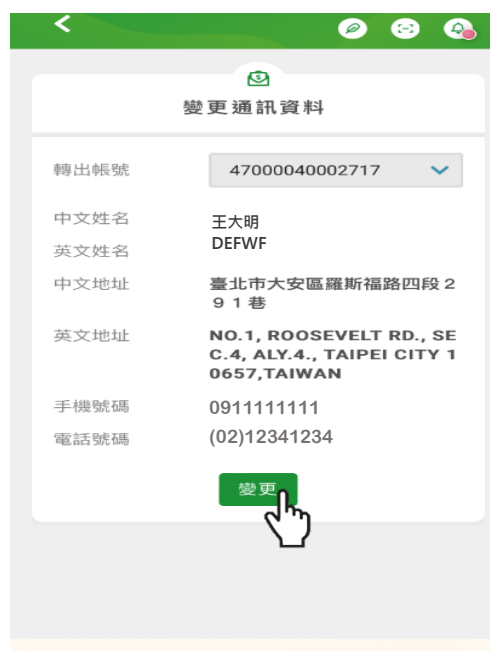 變更通訊資料
轉出帳號 47000040002717
中文姓名 王大明
英文姓名 DEFWF
中文地址 臺北市大安區羅斯福路四段2
91巷
英文地址 NO.1, ROOSEVELT RD., SE
C.4, ALY.4., TAIPEI CITY 1
0657,TAIWAN
手機號碼 0911111111
電話號碼 (02)12341234
變更